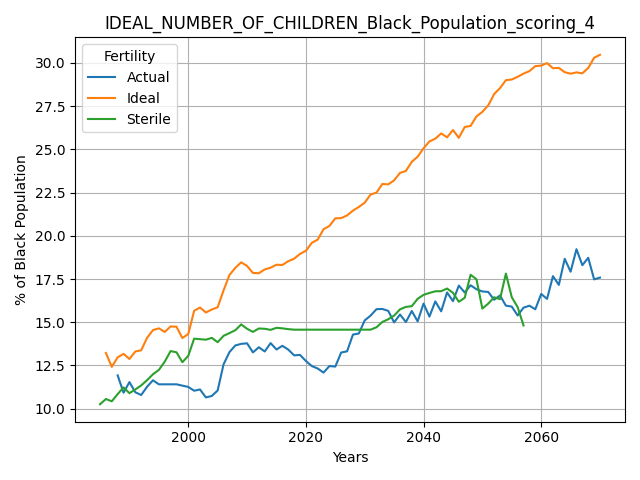 IDEAL_NUMBER_OF_CHILDREN_Black_Population_scoring_4
Fertility
Actual
Ideal
Sterile
% of Black Population
30.0
27.5
25.0
22.5
20.0
17.5
15.0
12.5
10.0
2000
2020
2040
2060
Years